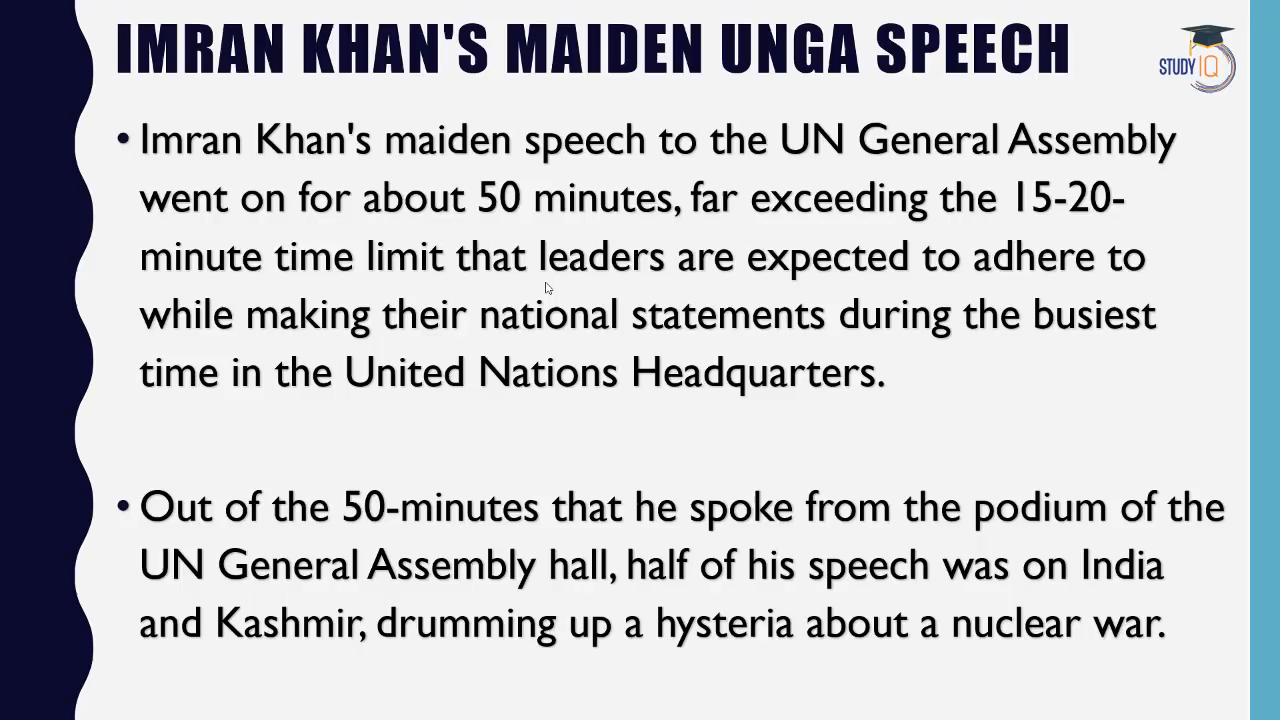 IMRAN KHAN'S MAIDEN UNGA SPEECH
STUDY IQ
• Imran Khan's maiden speech to the UN General Assembly
went on for about 50 minutes, far exceeding the 15-20-
minute time limit that leaders are expected to adhere to
while making their national statements during the busiest
time in the United Nations Headquarters.
• Out of the 50-minutes that he spoke from the podium of the
UN General Assembly hall, half of his speech was on India
and Kashmir, drumming up a hysteria about a nuclear war.